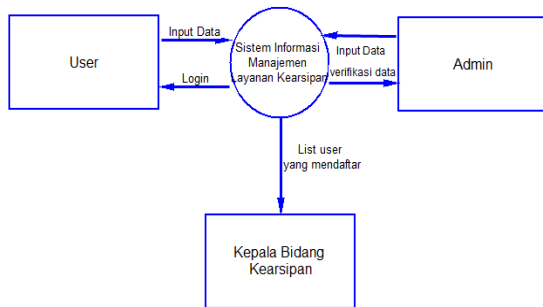 User
Input Data
Login
Sistem Informasi
Manajemen
Layanan Kearsipan
Input Data
verifikasi data
Admin
List user
yang mendaftar
Kepala Bidang
Kearsipan